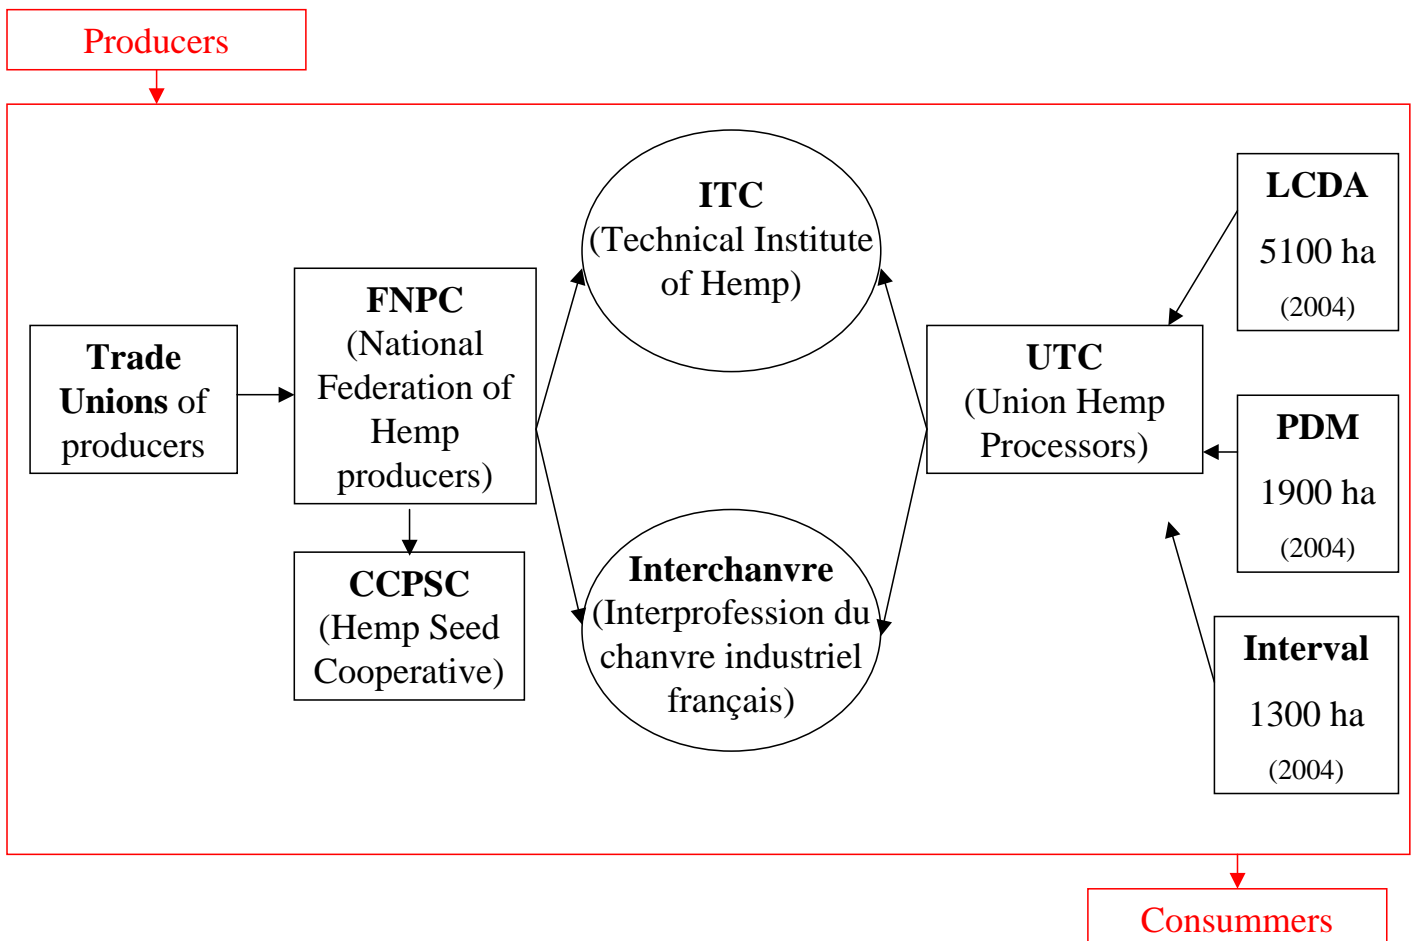 Producers
Trade
Unions of
producers
FNPC
(National
Federation of
Hemp
producers)
CCPSC
(Hemp Seed
Cooperative)
ITC
(Technical Institute
of Hemp)
Interchanvre
(Interprofession du
chanvre industriel
français)
UTC
(Union Hemp
Processors)
LCDA
5100 ha
(2004)
PDM
1900 ha
(2004)
Interval
1300 ha
(2004)
Consummers